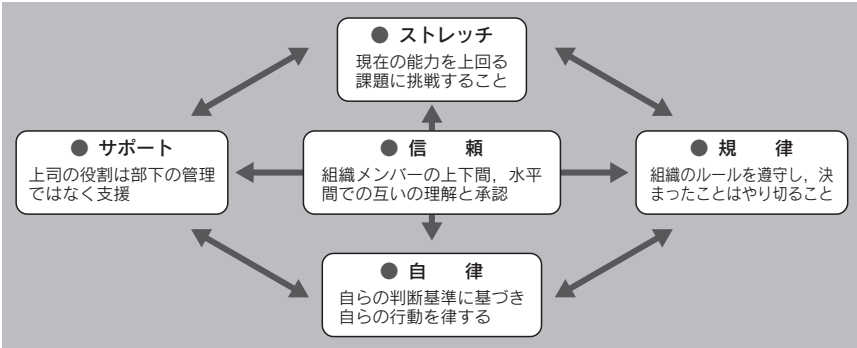 ● ストレッチ
現在の能力を上回る
課題に挑戦すること
● サポート
上司の役割は部下の管理
ではなく支援
● 信　　頼
組織メンバーの上下間，水平
間での互いの理解と承認
● 規　　律
組織のルールを遵守し，決
まったことはやり切ること
● 自　　律
自らの判断基準に基づき
自らの行動を律する